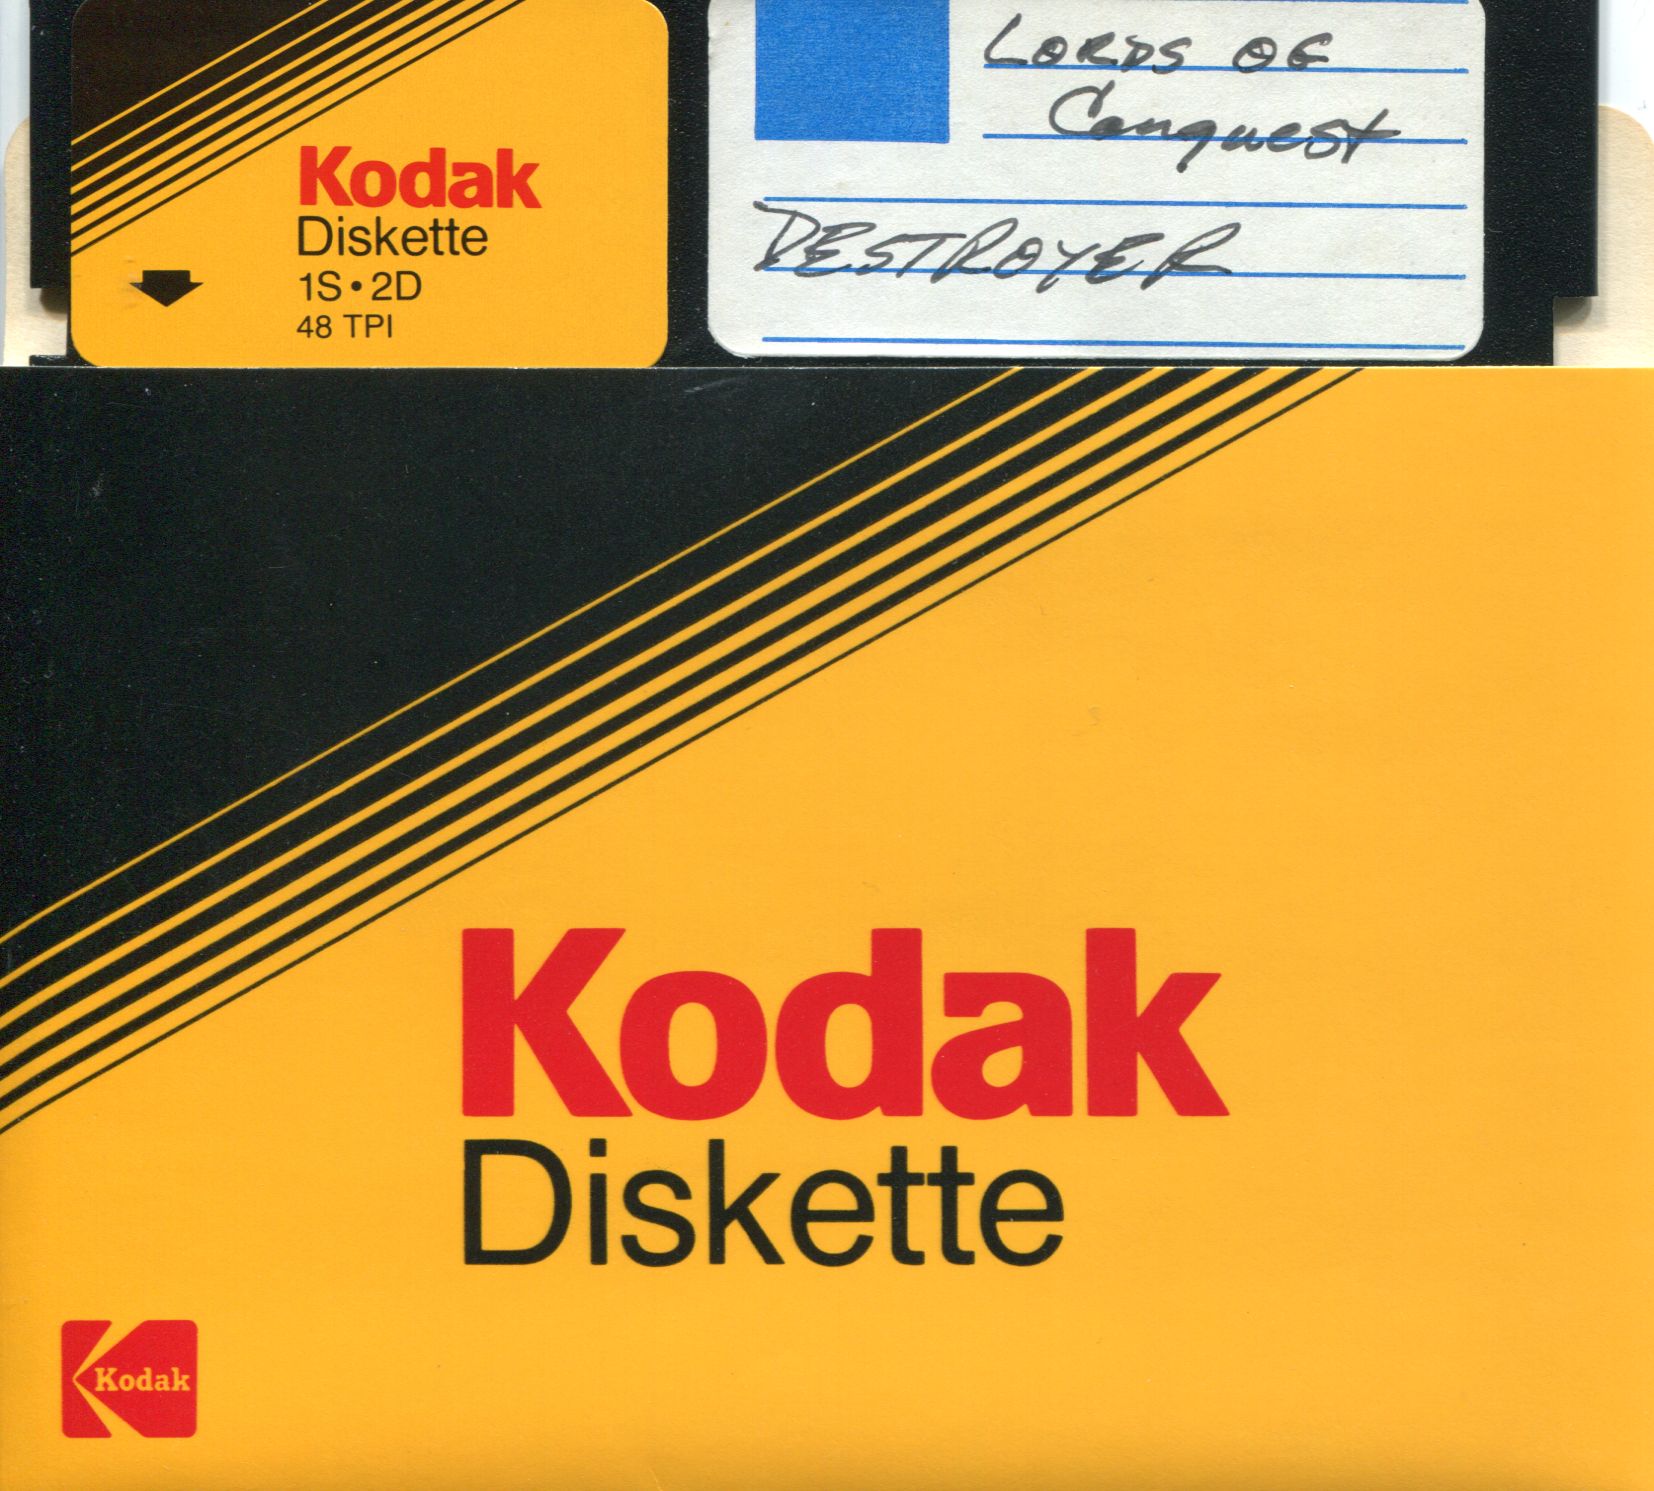 Kodak
Diskette
1S • 2D
48 TPI
LORDS OF
Conquest
DESTROYER
Kodak
Diskette
Kodak